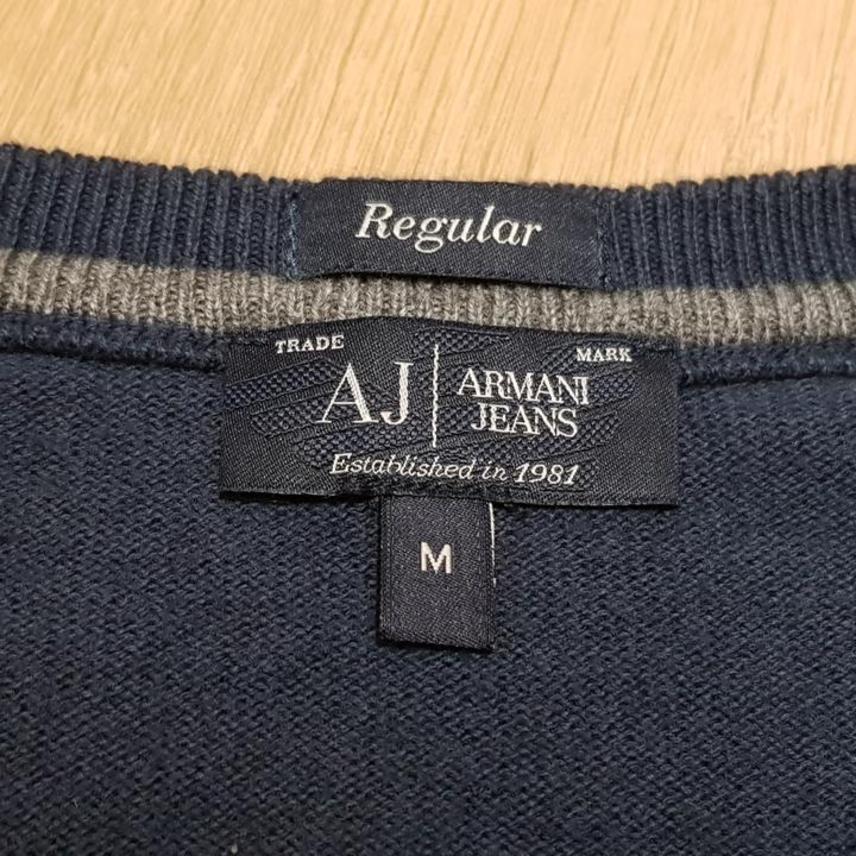 Regular
TRADE MARK
AJ ARMANI
JEANS
Established in 1981
M